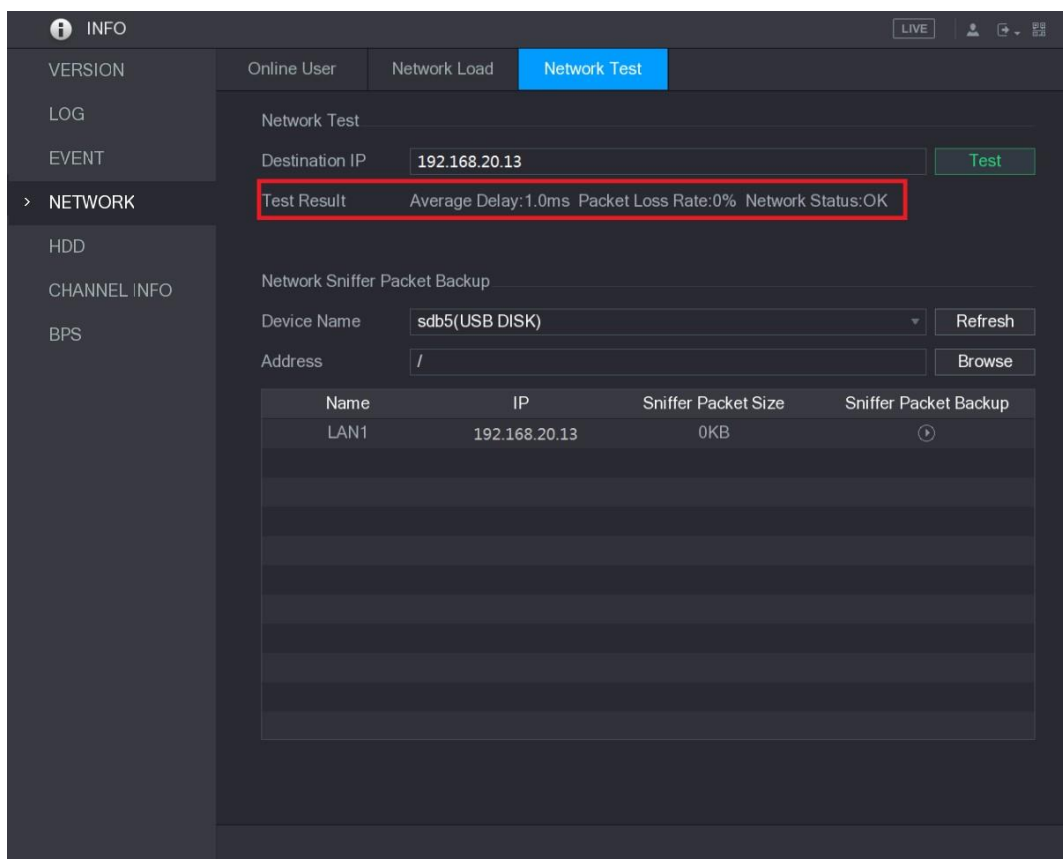 INFO LIVE
VERSION
LOG
EVENT
NETWORK
HDD
CHANNEL INFO
BPS
Online User Network Load Network Test
Network Test
Destination IP 192.168.20.13 Test
Test Result Average Delay:1.0ms Packet Loss Rate:0% Network Status:OK
Network Sniffer Packet Backup
Device Name sdb5(USB DISK) Refresh
Address / Browse
Name IP Sniffer Packet Size Sniffer Packet Backup
LAN1 192.168.20.13 0KB